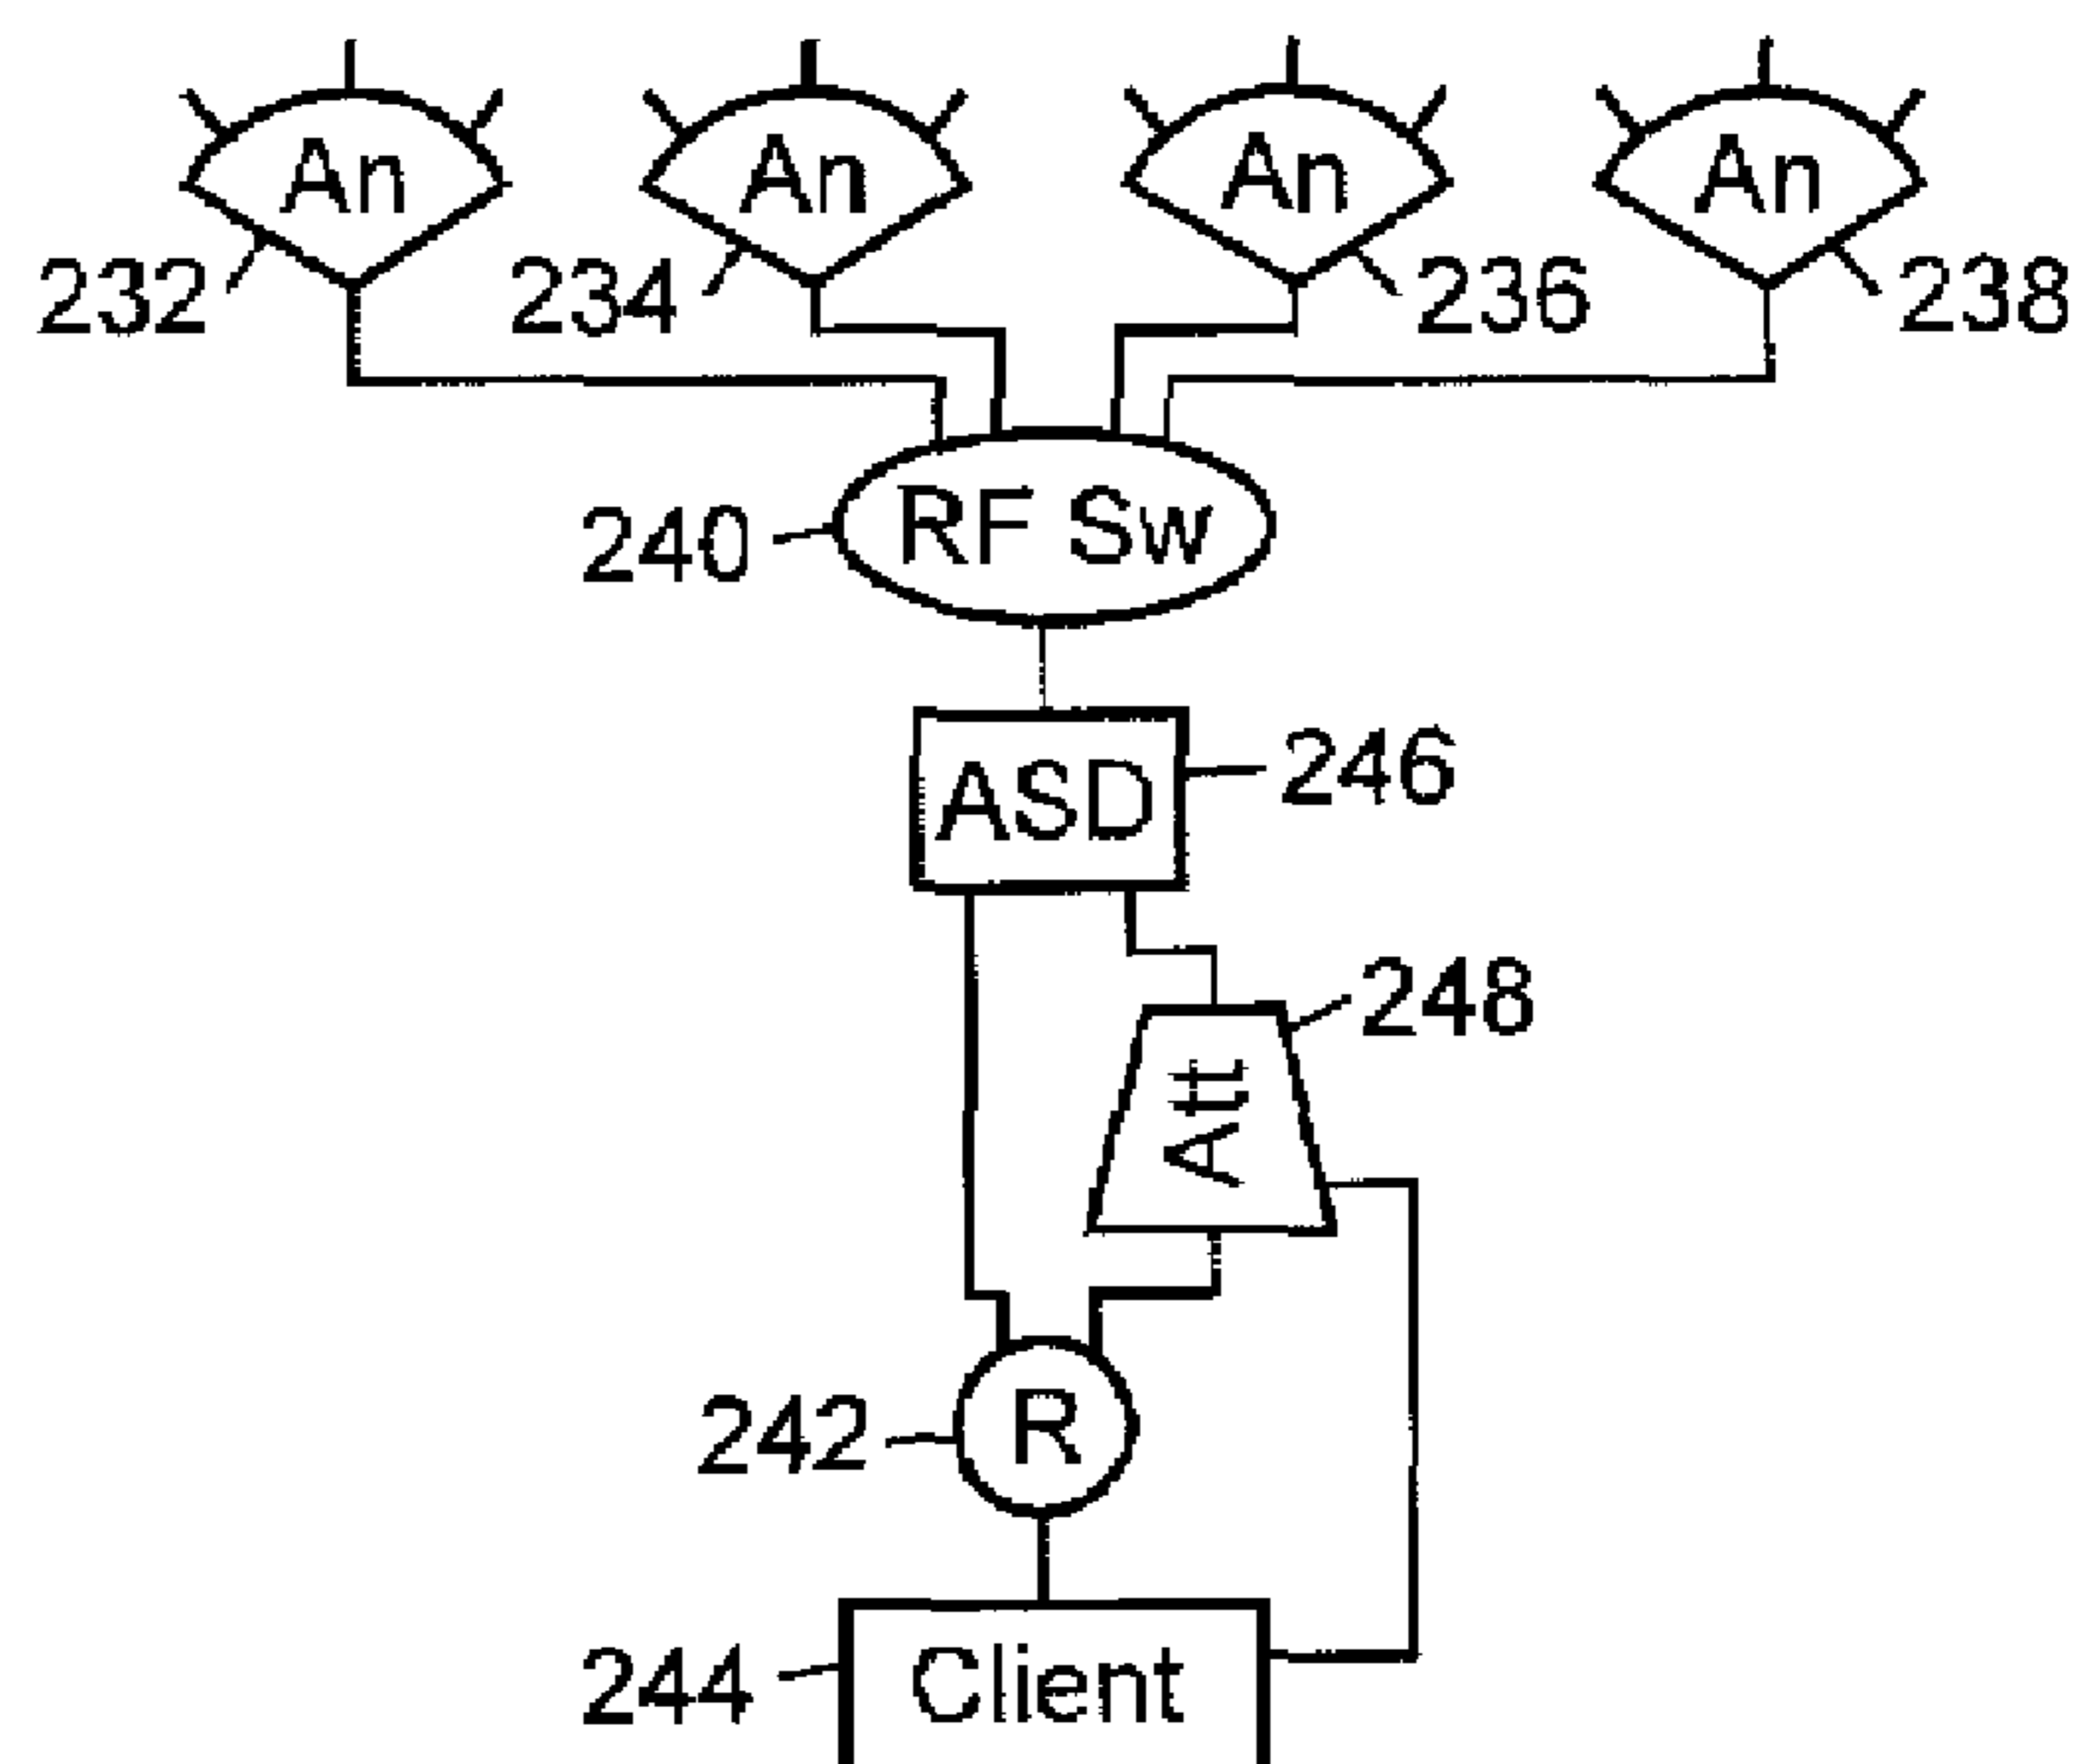 An An An An
232 234 236 238
240 RF Sw
ASD 246
248
Att
242 R
244 Client